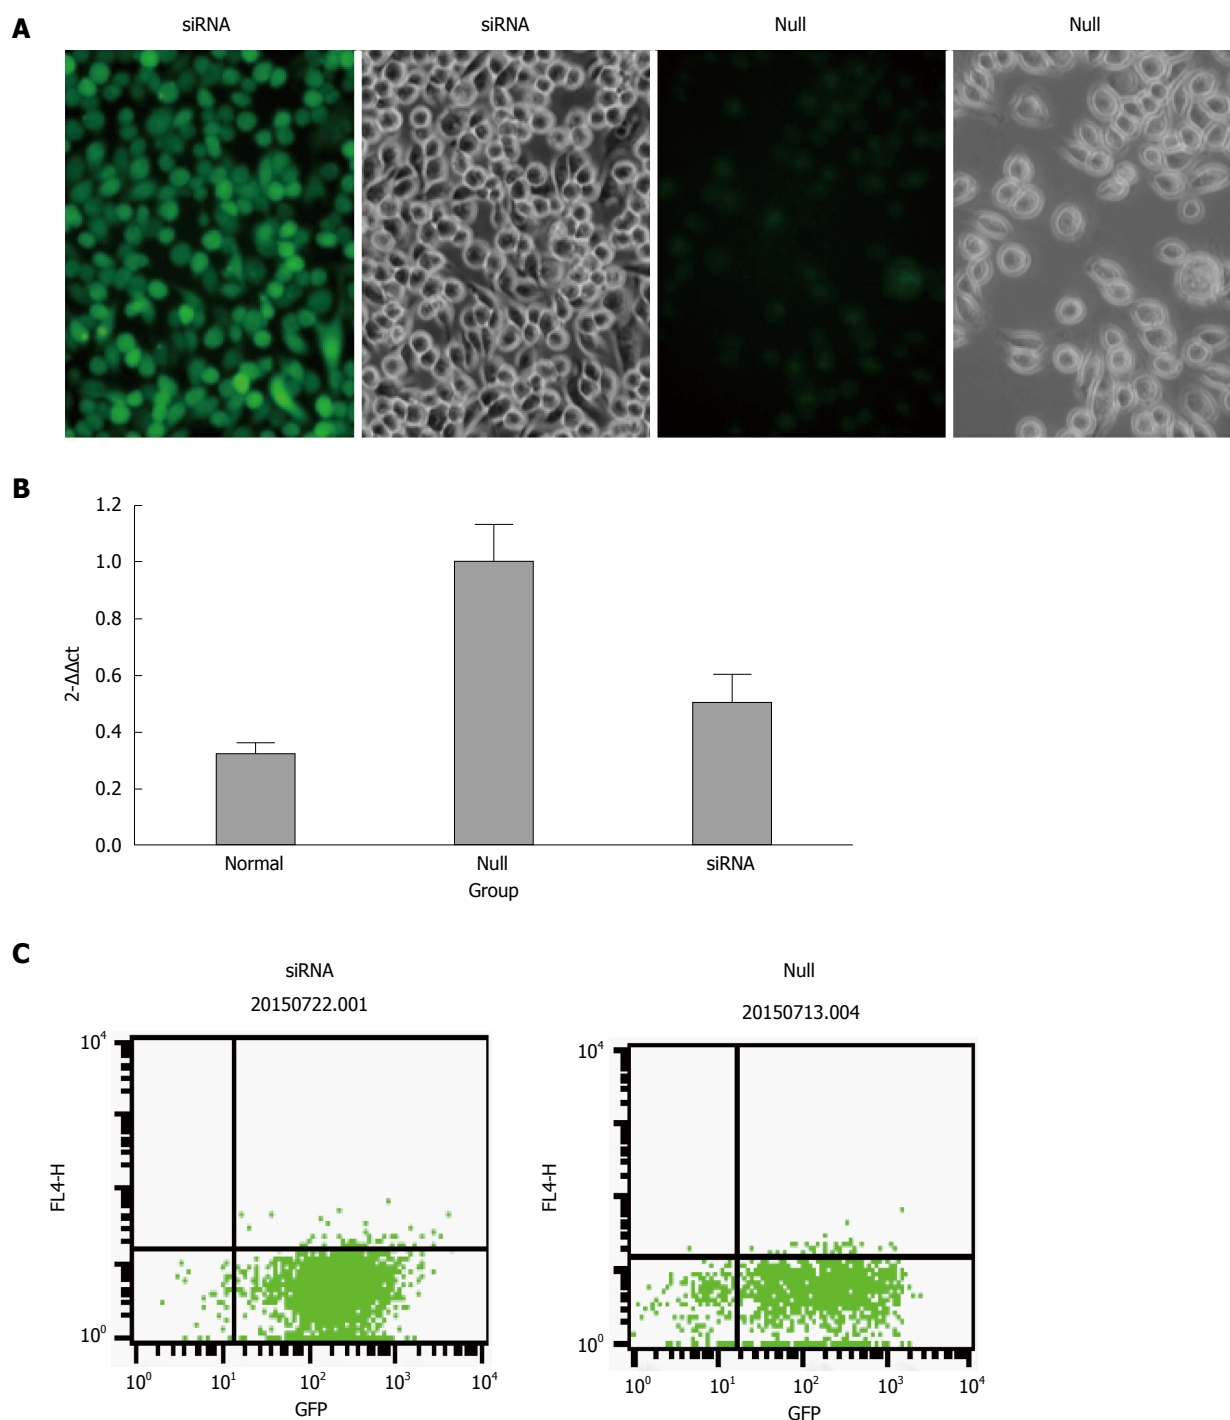 A
siRNA siRNA Null Null
B
1.2
1.0
0.8
0.6
0.4
0.2
0.0
2-ΔΔct
Normal Null siRNA
Group
C
siRNA
20150722.001
10⁴
FL4-H
10⁰
10⁰ 10¹ 10² 10³ 10⁴
GFP
Null
20150713.004
10⁴
FL4-H
10⁰
10⁰ 10¹ 10² 10³ 10⁴
GFP